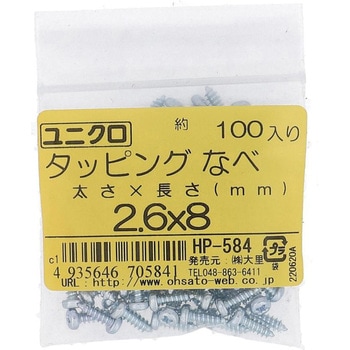 ユニクロ
約 100入り
タッピング なべ
太さ×長さ(mm)
2.6x8
c1
HP-584
発売元:㈱大里
TEL048-863-6411
4 935646 705841
袋
220620A
URL:http://www.ohsato-web.co.jp/